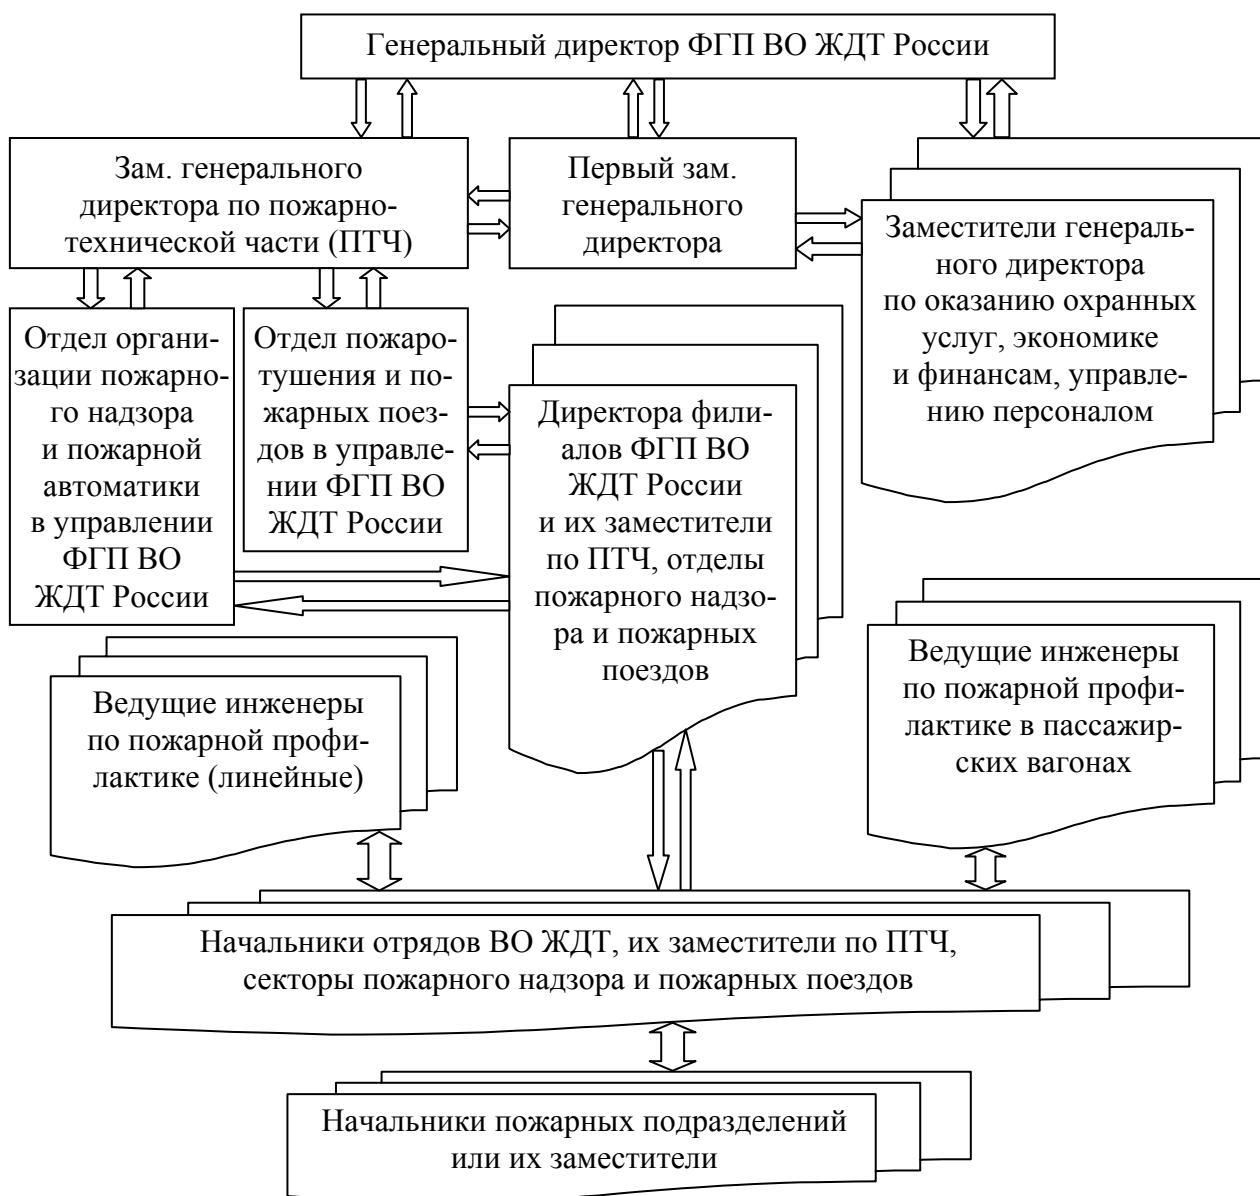 Генеральный директор ФГП ВО ЖДТ России
Зам. генерального
директора по пожарно-
технической части (ПТЧ)
Первый зам.
генерального
директора
Заместители генераль-
ного директора
по оказанию охранных
услуг, экономике
и финансам, управле-
нию персоналом
Отдел органи-
зации пожарно-
го надзора
и пожарной
автоматики
в управлении
ФГП ВО
ЖДТ России
Отдел пожаро-
тушения и по-
жарных поез-
дов в управле-
нии ФГП ВО
ЖДТ России
Директора фили-
алов ФГП ВО
ЖДТ России
и их заместители
по ПТЧ, отделы
пожарного надзо-
ра и пожарных
поездов
Ведущие инженеры
по пожарной профи-
лактике (линейные)
Ведущие инженеры
по пожарной профи-
лактике в пассажир-
ских вагонах
Начальники отрядов ВО ЖДТ, их заместители по ПТЧ,
секторы пожарного надзора и пожарных поездов
Начальники пожарных подразделений
или их заместители